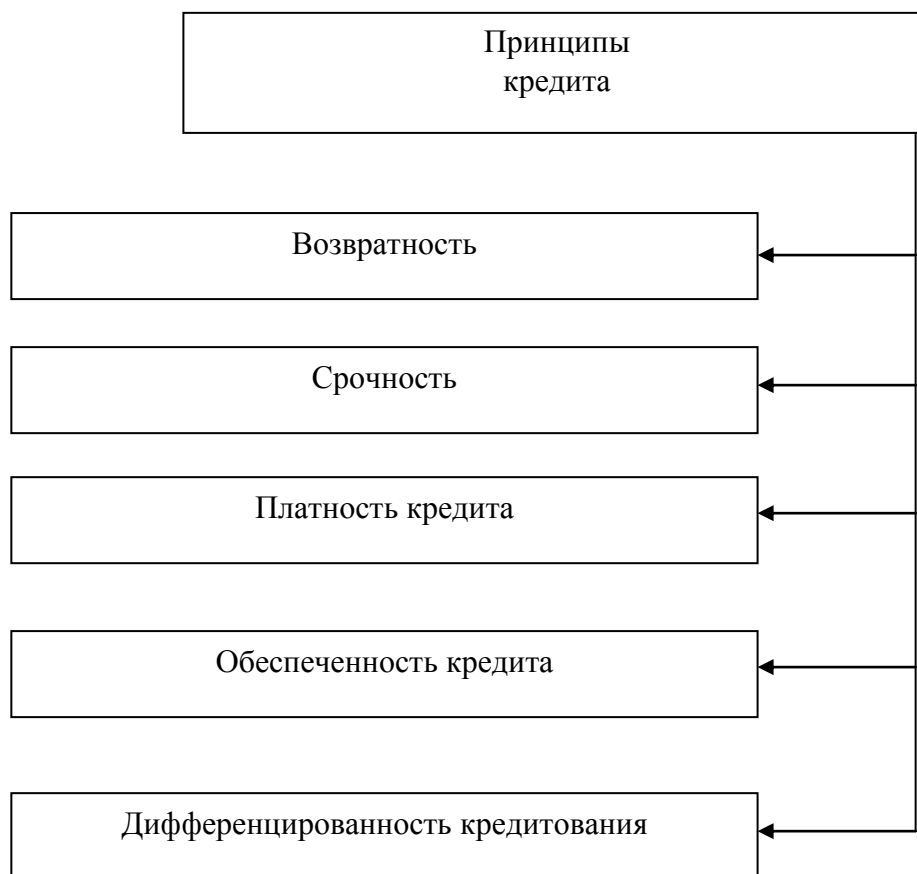 Принципы
кредита
Возвратность
Срочность
Платность кредита
Обеспеченность кредита
Дифференцированность кредитования